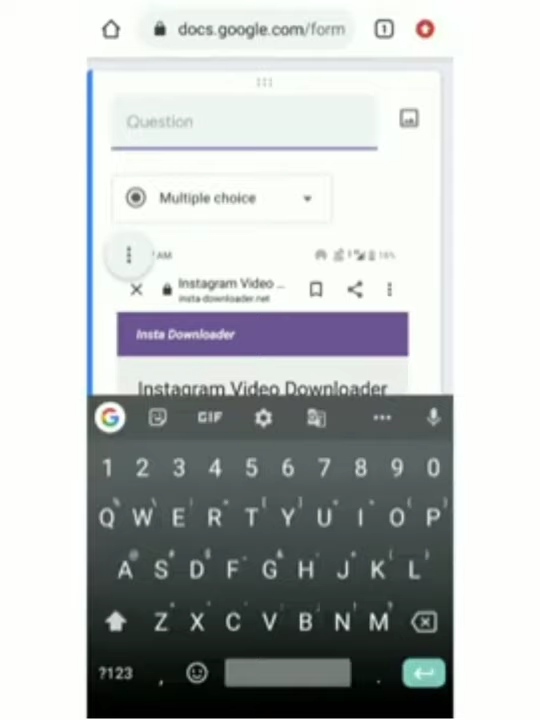 docs.google.com/form 1
Question
Multiple choice
AM
Instagram Video ...
insta-downloader.net
Insta Downloader
Instagram Video Downloader
G GIF
1 2 3 4 5 6 7 8 9 0
Q W E R T Y U I O P
A S D F G H J K L
Z X C V B N M
?123 , .